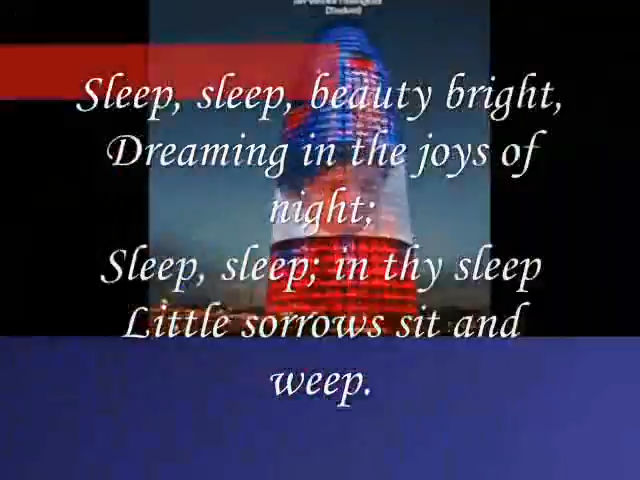 Sleep, sleep, beauty bright,
Dreaming in the joys of
night;
Sleep, sleep; in thy sleep
Little sorrows sit and
weep.